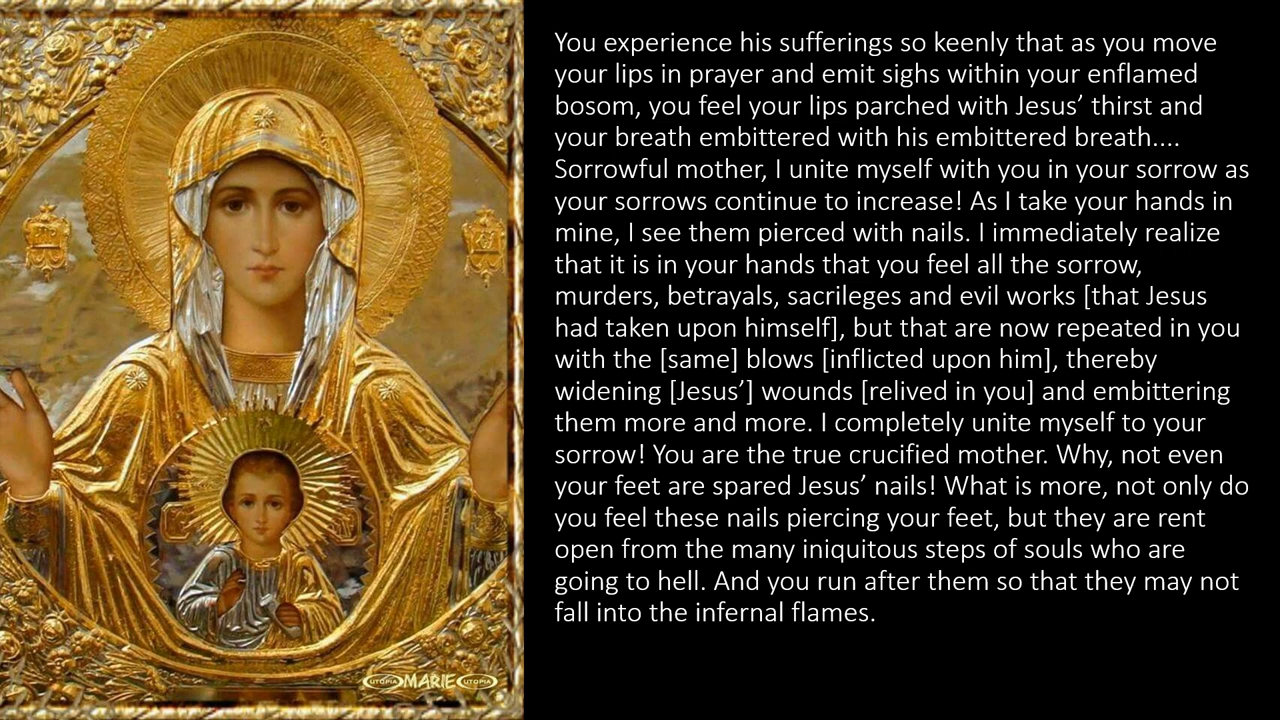 You experience his sufferings so keenly that as you move
your lips in prayer and emit sighs within your enflamed
bosom, you feel your lips parched with Jesus’ thirst and
your breath embittered with his embittered breath....
Sorrowful mother, I unite myself with you in your sorrow as
your sorrows continue to increase! As I take your hands in
mine, I see them pierced with nails. I immediately realize
that it is in your hands that you feel all the sorrow,
murders, betrayals, sacrileges and evil works [that Jesus
had taken upon himself], but that are now repeated in you
with the [same] blows [inflicted upon him], thereby
widening [Jesus’] wounds [relived in you] and embittering
them more and more. I completely unite myself to your
sorrow! You are the true crucified mother. Why, not even
your feet are spared Jesus’ nails! What is more, not only do
you feel these nails piercing your feet, but they are rent
open from the many iniquitous steps of souls who are
going to hell. And you run after them so that they may not
fall into the infernal flames.
UTOPIA MARIE UTOPIA